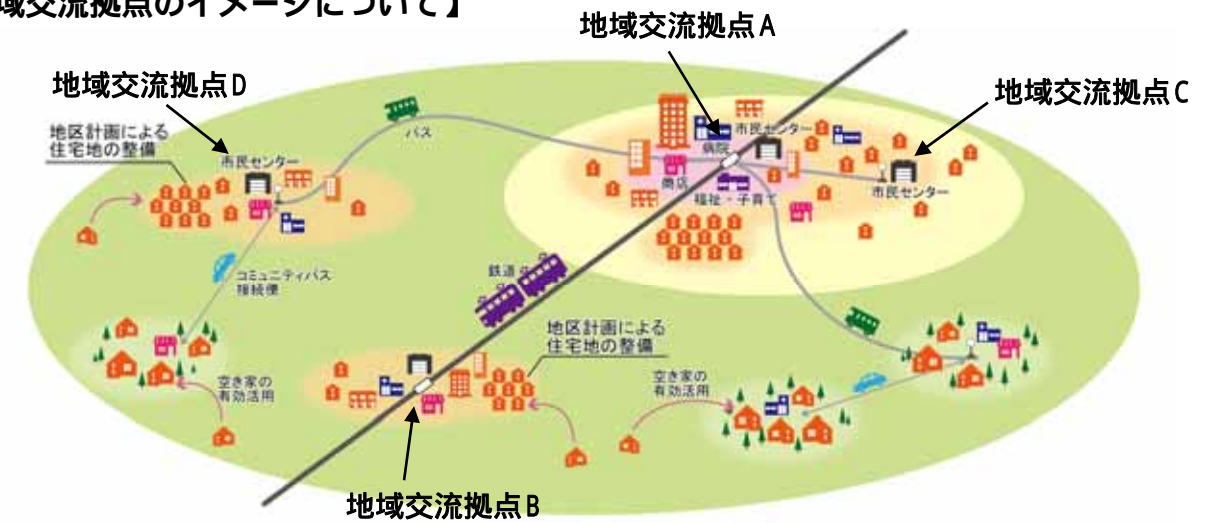 域交流拠点のイメージについて】
地域交流拠点A
地域交流拠点D
地域交流拠点C
地区計画による
住宅地の整備
バス
市民センター
病院
市民センター
商店
福祉・子育て
市民センター
コミュニティバス
接続便
鉄道
地区計画による
住宅地の整備
空き家の
有効活用
空き家の
有効活用
地域交流拠点B